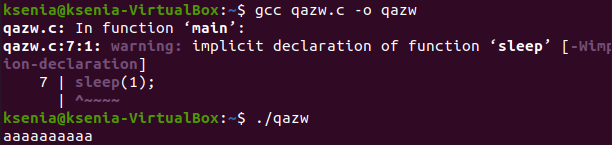 ksenia@ksenia-VirtualBox:~$ gcc qazw.c -o qazw
qazw.c: In function ‘main’:
qazw.c:7:1: warning: implicit declaration of function ‘sleep’ [-Wimp
ion-declaration]
    7 | sleep(1);
      | ^~~~~
ksenia@ksenia-VirtualBox:~$ ./qazw
aaaaaaaaaa